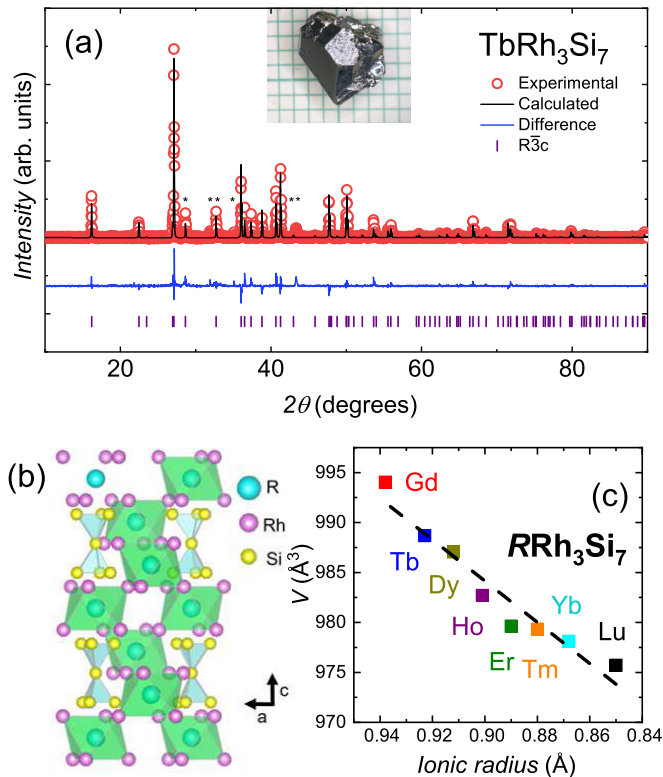 (a)
TbRh₃Si₇
Experimental
Calculated
Difference
R3̅c
Intensity (arb. units)
* ** * **
10 20 40 60 80
2θ (degrees)
(b)
R
Rh
Si
c
a
(c)
RRh₃Si₇
Gd
Tb
Dy
Ho
Er
Tm
Yb
Lu
V (Å³)
995
990
985
980
975
970
0.94 0.92 0.90 0.88 0.86 0.84
Ionic radius (Å)